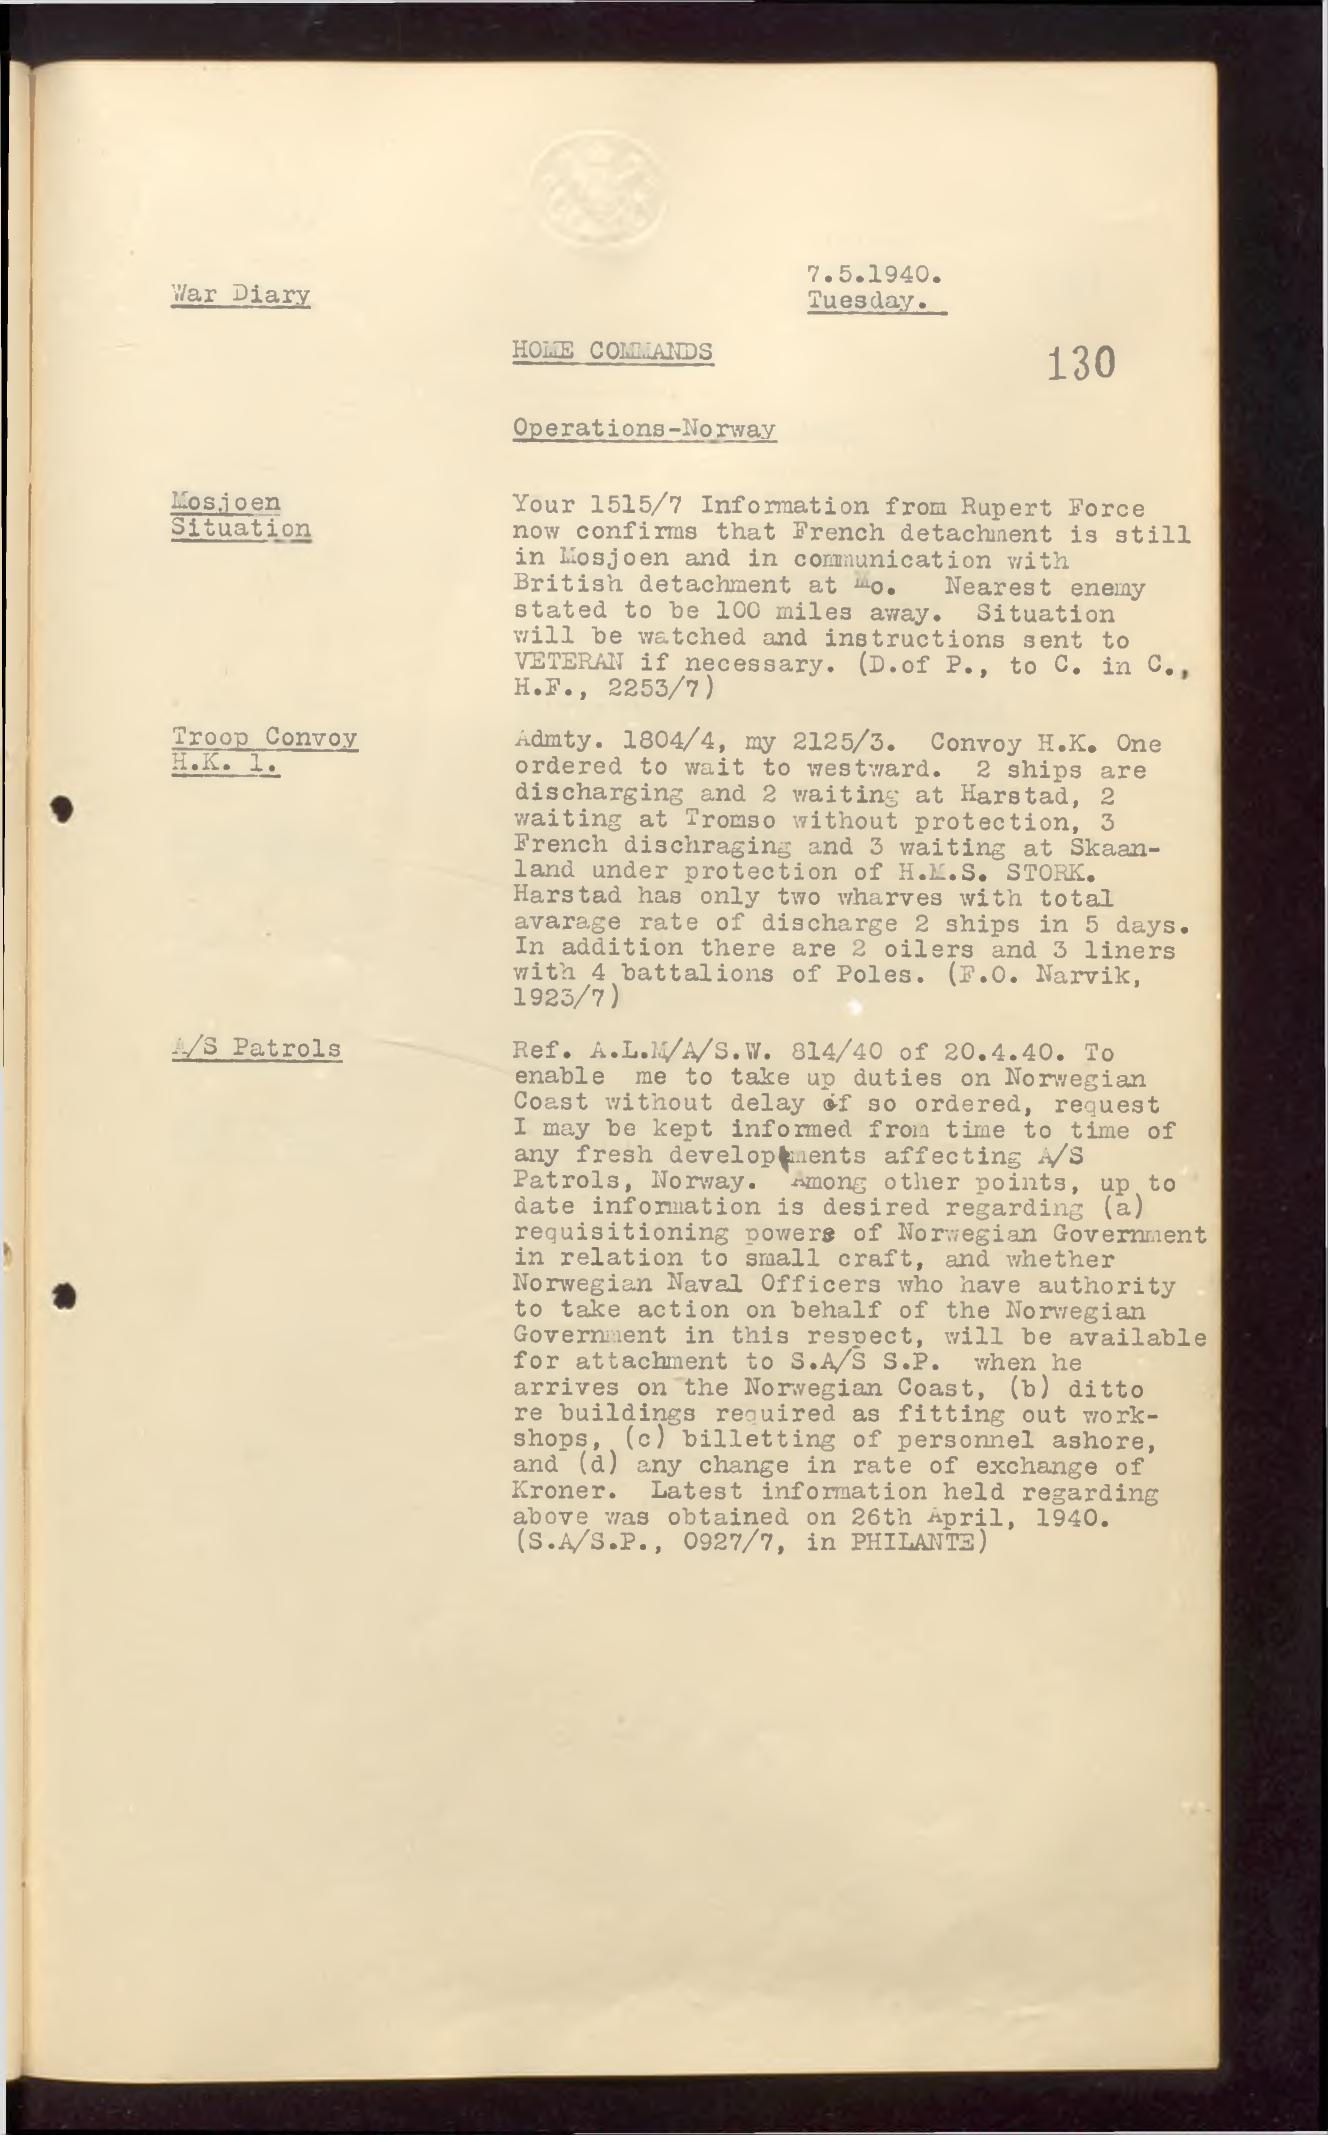 7.5.1940.
War Diary
Tuesday.
HOME COMMANDS
130
Operations-Norway
Mosjoen
Situation
Your 1515/7 Information from Rupert Force
now confirms that French detachment is still
in Mosjoen and in communication with
British detachment at Mo.   Nearest enemy
stated to be 100 miles away.  Situation
will be watched and instructions sent to
VETERAN if necessary. (D.of P., to C. in C.,
H.F., 2253/7)
Troop Convoy
H.K. 1.
Admty. 1804/4, my 2125/3.  Convoy H.K. One
ordered to wait to westward.  2 ships are
discharging and 2 waiting at Harstad, 2
waiting at Tromso without protection, 3
French dischraging and 3 waiting at Skaan-
land under protection of H.M.S. STORK.
Harstad has only two wharves with total
avarage rate of discharge 2 ships in 5 days.
In addition there are 2 oilers and 3 liners
with 4 battalions of Poles. (F.O. Narvik,
1923/7)
A/S Patrols
Ref. A.L.M/A/S.W. 814/40 of 20.4.40. To
enable  me to take up duties on Norwegian
Coast without delay if so ordered, request
I may be kept informed from time to time of
any fresh developments affecting A/S
Patrols, Norway.  Among other points, up to
date information is desired regarding (a)
requisitioning powers of Norwegian Government
in relation to small craft, and whether
Norwegian Naval Officers who have authority
to take action on behalf of the Norwegian
Government in this respect, will be available
for attachment to S.A/S S.P.  when he
arrives on the Norwegian Coast, (b) ditto
re buildings required as fitting out work-
shops, (c) billetting of personnel ashore,
and (d) any change in rate of exchange of
Kroner.  Latest information held regarding
above was obtained on 26th April, 1940.
(S.A/S.P., 0927/7, in PHILANTE)